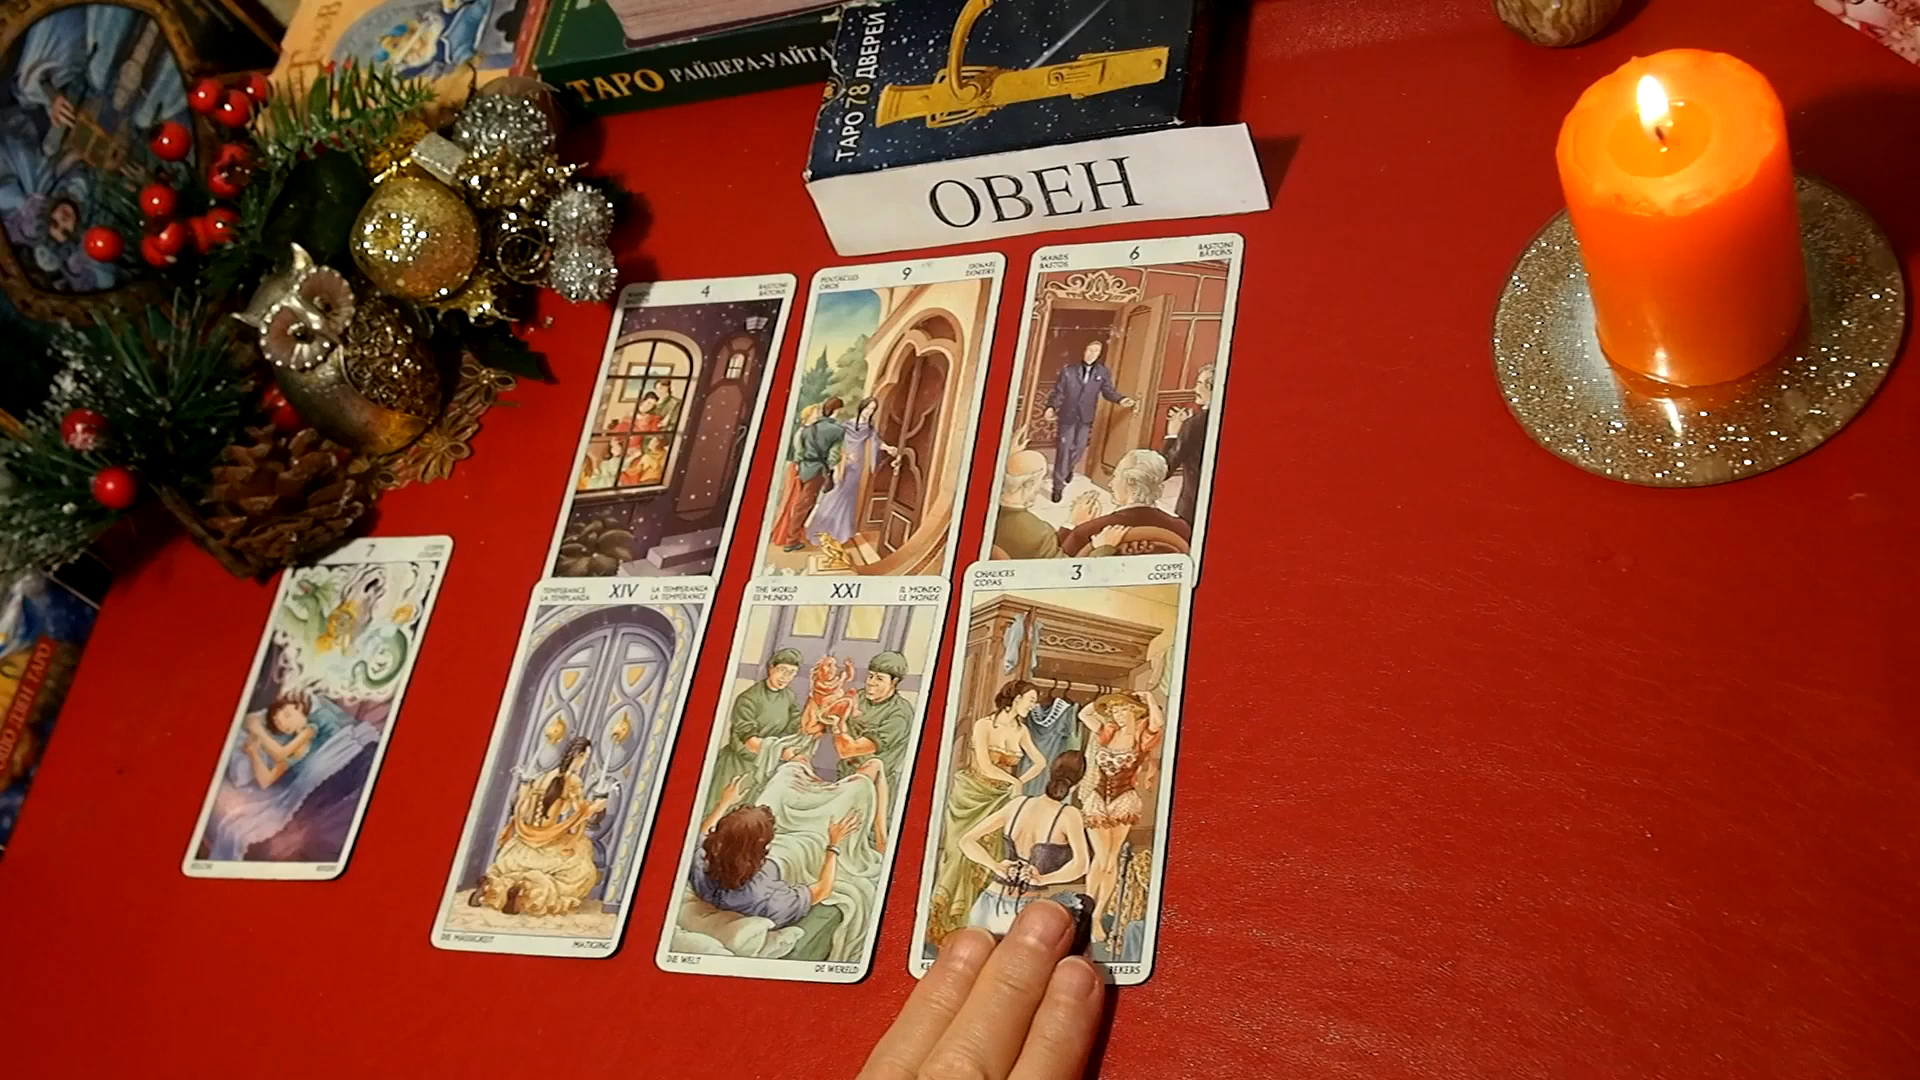 ТАРО РАЙДЕРА-УАЙТА
ТАРО 78 ДВЕРЕЙ
ОВЕН
4
BASTONI
BÂTONS
9
PENTACLES
OROS
DENARI
DENIERS
WANDS
BASTOS
6
BASTONI
BÂTONS
7
COPPE
COUPES
TEMPERANCE
LA TEMPLANZA
XIV
LA TEMPERANZA
LA TEMPERANCE
DIE MÄSSIGKEIT
MATIGING
THE WORLD
EL MUNDO
XXI
IL MONDO
LE MONDE
DIE WELT
DE WERELD
CHALICES
COPAS
3
COPPE
COUPES
BEKERS